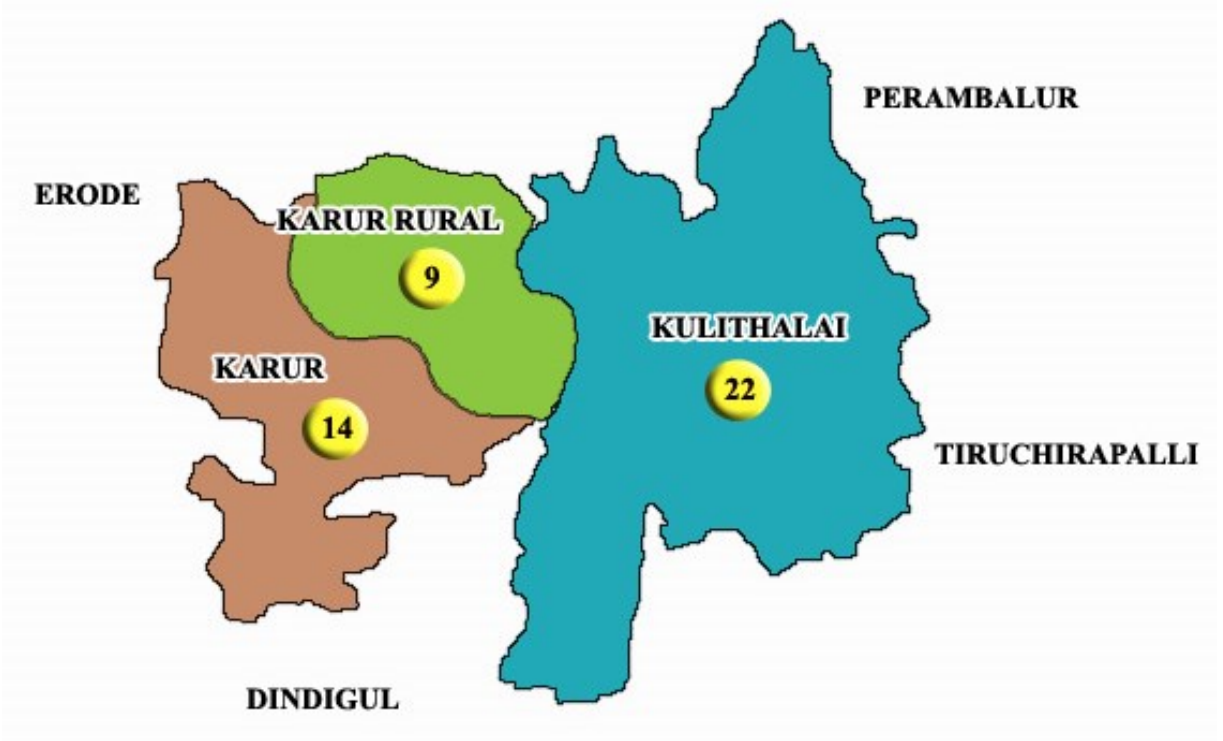 PERAMBALUR
ERODE
KARUR RURAL
9
KULITHALAI
KARUR
22
14
TIRUCHIRAPALLI
DINDIGUL